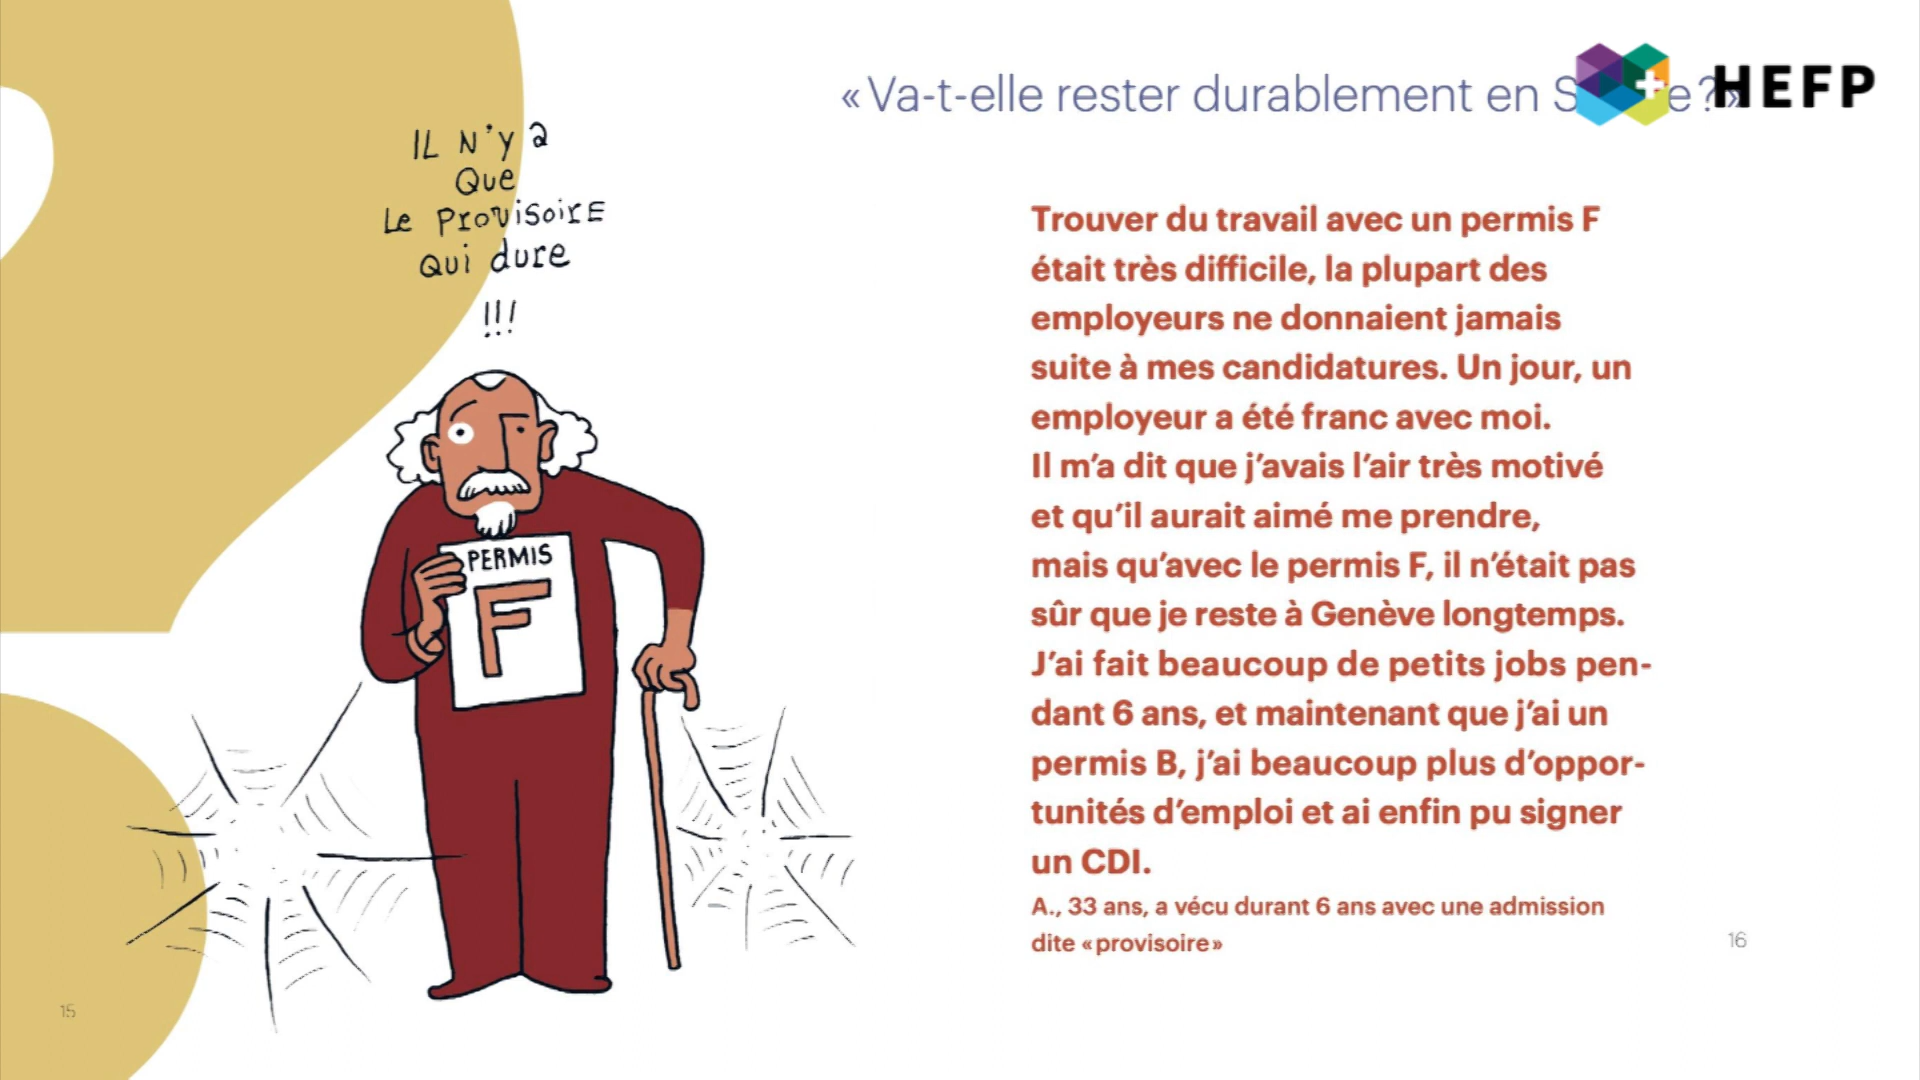 «Va-t-elle rester durablement en
HEFP
IL N'y a
Que
Le Provisoire
qui dure
!!!
PERMIS
F
Trouver du travail avec un permis F
était très difficile, la plupart des
employeurs ne donnaient jamais
suite à mes candidatures. Un jour, un
employeur a été franc avec moi.
Il m'a dit que j'avais l'air très motivé
et qu'il aurait aimé me prendre,
mais qu'avec le permis F, il n'était pas
sûr que je reste à Genève longtemps.
J'ai fait beaucoup de petits jobs pen-
dant 6 ans, et maintenant que j'ai un
permis B, j'ai beaucoup plus d'oppor-
tunités d'emploi et ai enfin pu signer
un CDI.
A., 33 ans, a vécu durant 6 ans avec une admission
dite «provisoire»
16
15